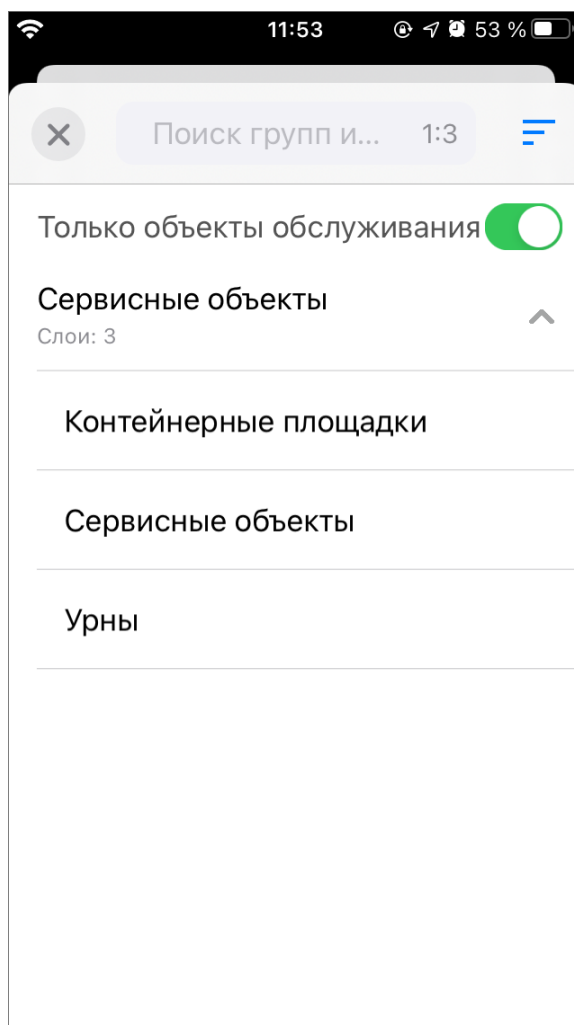 11:53 53 %
Поиск групп и... 1:3
Только объекты обслуживания
Сервисные объекты
Слои: 3
Контейнерные площадки
Сервисные объекты
Урны